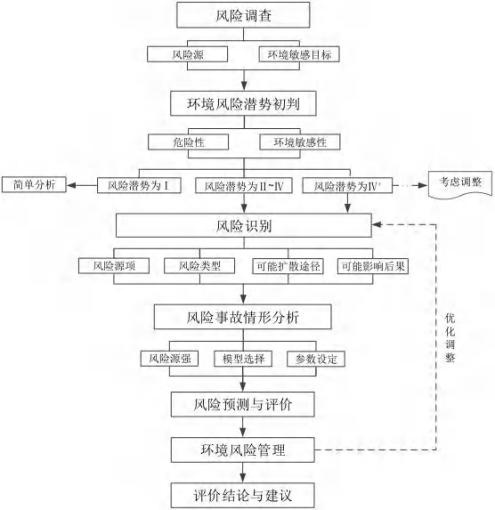 风险调查
风险源
环境敏感目标
环境风险潜势初判
危险性
环境敏感性
简单分析
风险潜势为Ⅰ
风险潜势为Ⅱ~Ⅳ
风险潜势为Ⅳ⁺
考虑调整
风险识别
风险源项
风险类型
可能扩散途径
可能影响后果
风险事故情形分析
优化调整
风险源强
模型选择
参数设定
风险预测与评价
环境风险管理
评价结论与建议